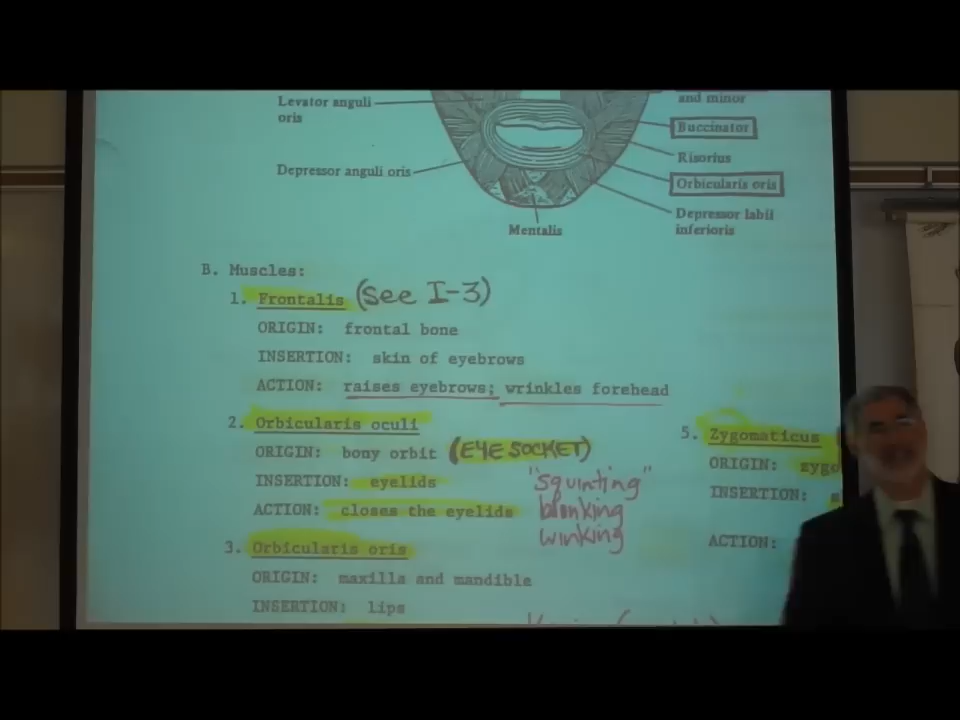 Levator anguli
oris
Depressor anguli oris
Mentalis
and minor
Buccinator
Risorius
Orbicularis oris
Depressor labii
inferioris
B. Muscles:
1. Frontalis (see I-3)
ORIGIN: frontal bone
INSERTION: skin of eyebrows
ACTION: raises eyebrows; wrinkles forehead
2. Orbicularis oculi
ORIGIN: bony orbit (EYE SOCKET)
INSERTION: eyelids
ACTION: closes the eyelids
"squinting"
blinking
winking
3. Orbicularis oris
ORIGIN: maxilla and mandible
INSERTION: lips
5. Zygomaticus
ORIGIN: zygo
INSERTION:
ACTION: